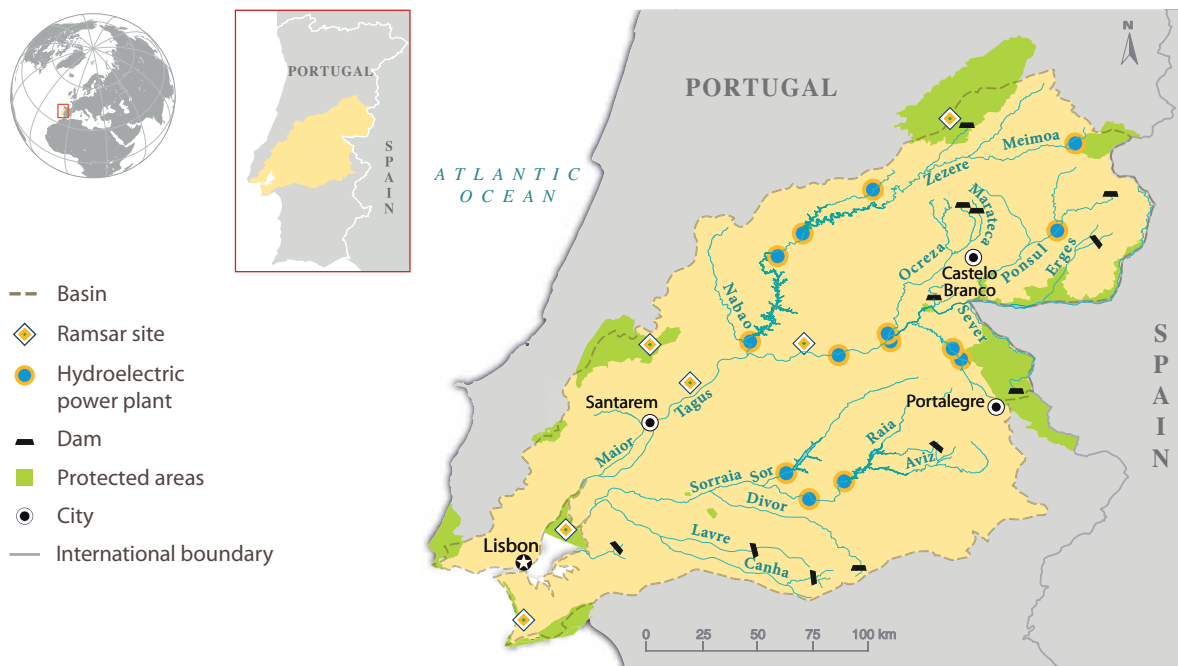 PORTUGAL
SPAIN
ATLANTIC
OCEAN
PORTUGAL
N
SPAIN
Meimoa
Zezere
Marateca
Ocreza
Ponsul
Erges
Castelo
Branco
Nabao
Sever
Basin
Ramsar site
Hydroelectric
power plant
Dam
Protected areas
City
International boundary
Santarem
Tagus
Portalegre
Maior
Raia
Aviz
Sor
Sorraia
Divor
Lavre
Canha
Lisbon
0 25 50 75 100 km